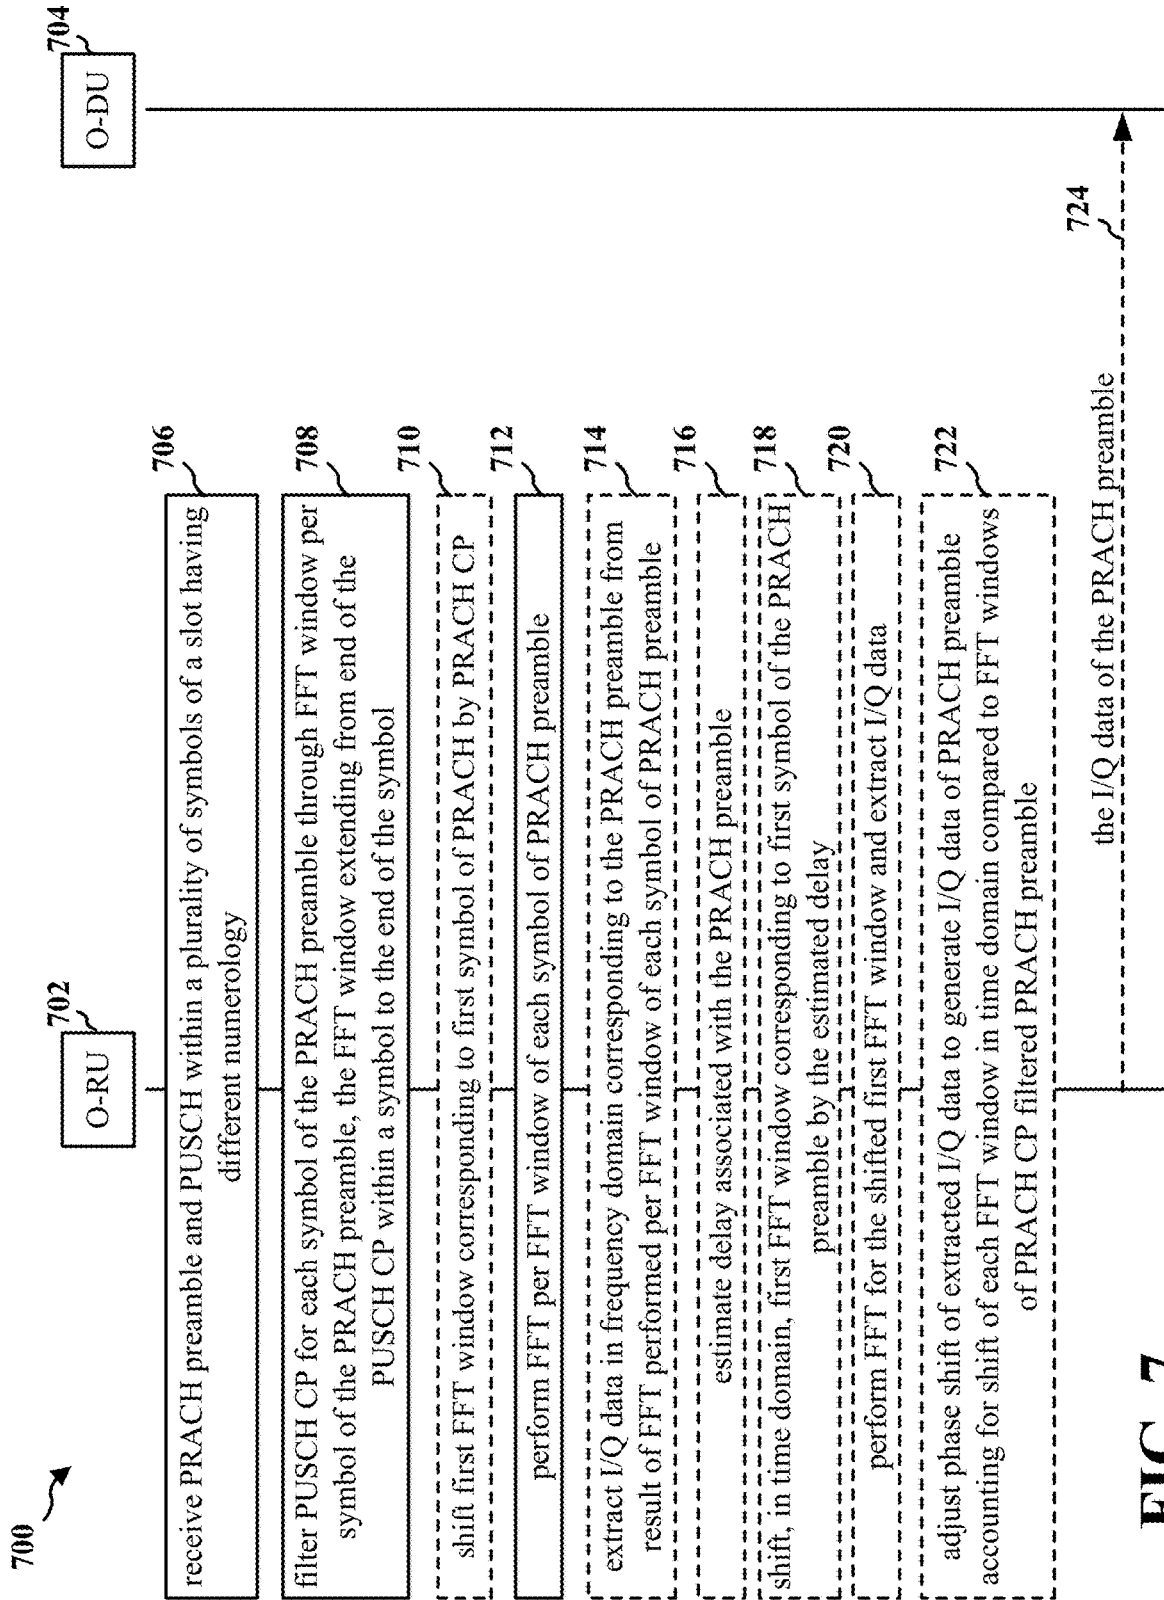 700
O-RU
702
O-DU
704
706
receive PRACH preamble and PUSCH within a plurality of symbols of a slot having
different numerology
708
filter PUSCH CP for each symbol of the PRACH preamble through FFT window per
symbol of the PRACH preamble, the FFT window extending from end of the
PUSCH CP within a symbol to the end of the symbol
710
shift first FFT window corresponding to first symbol of PRACH by PRACH CP
712
perform FFT per FFT window of each symbol of PRACH preamble
714
extract I/Q data in frequency domain corresponding to the PRACH preamble from
result of FFT performed per FFT window of each symbol of PRACH preamble
716
estimate delay associated with the PRACH preamble
718
shift, in time domain, first FFT window corresponding to first symbol of the PRACH
preamble by the estimated delay
720
perform FFT for the shifted first FFT window and extract I/Q data
722
adjust phase shift of extracted I/Q data to generate I/Q data of PRACH preamble
accounting for shift of each FFT window in time domain compared to FFT windows
of PRACH CP filtered PRACH preamble
the I/Q data of the PRACH preamble
724
FIG. 7